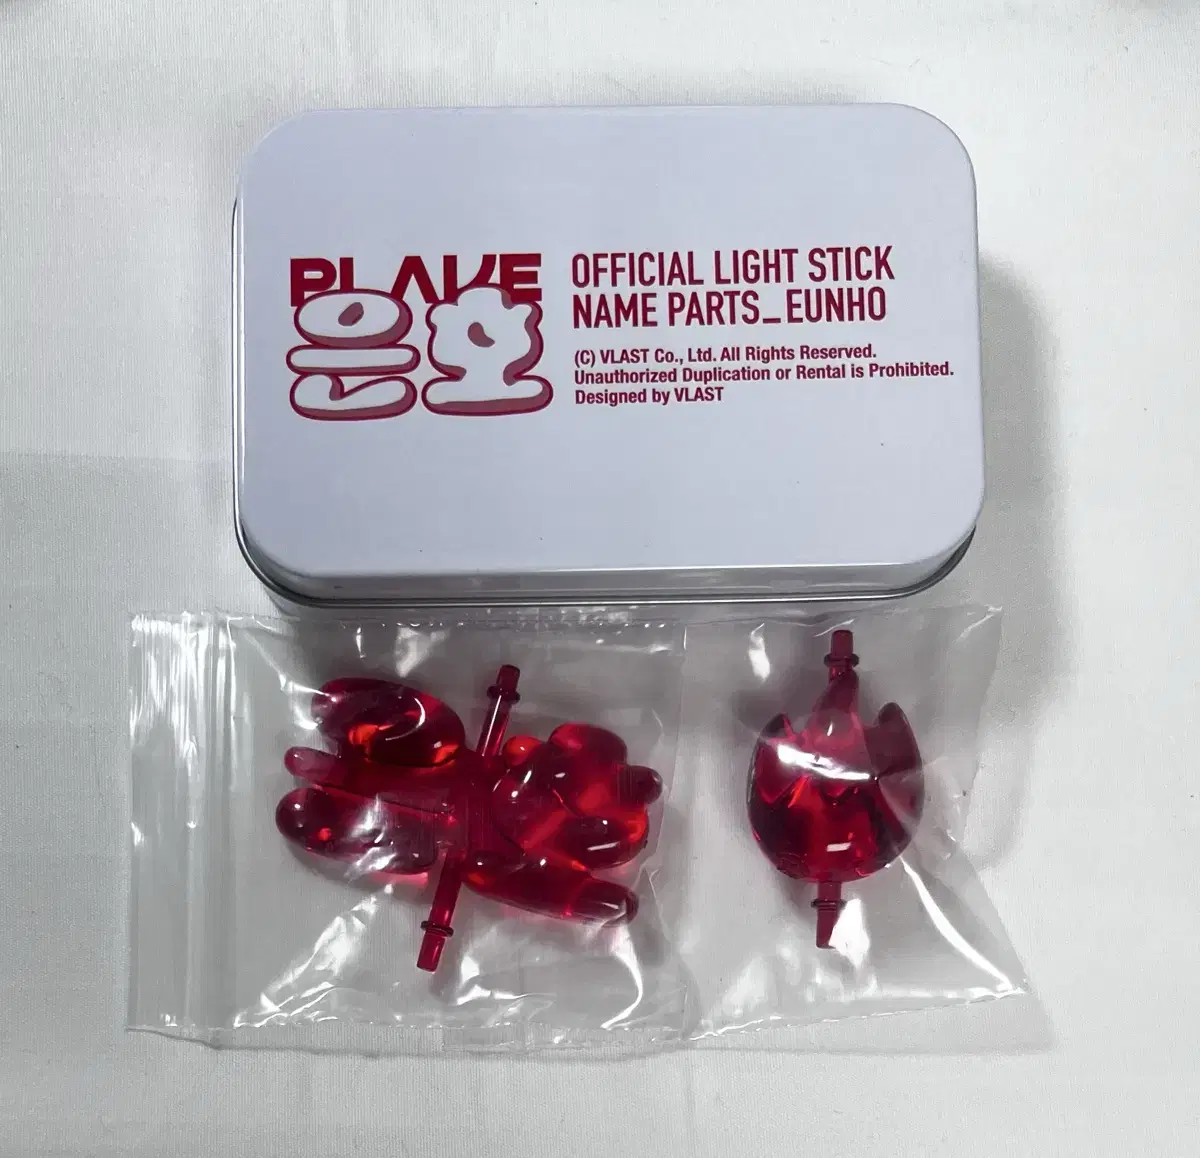 PLAVE
은호
OFFICIAL LIGHT STICK
NAME PARTS_EUNHO
(C) VLAST Co., Ltd. All Rights Reserved.
Unauthorized Duplication or Rental is Prohibited.
Designed by VLAST